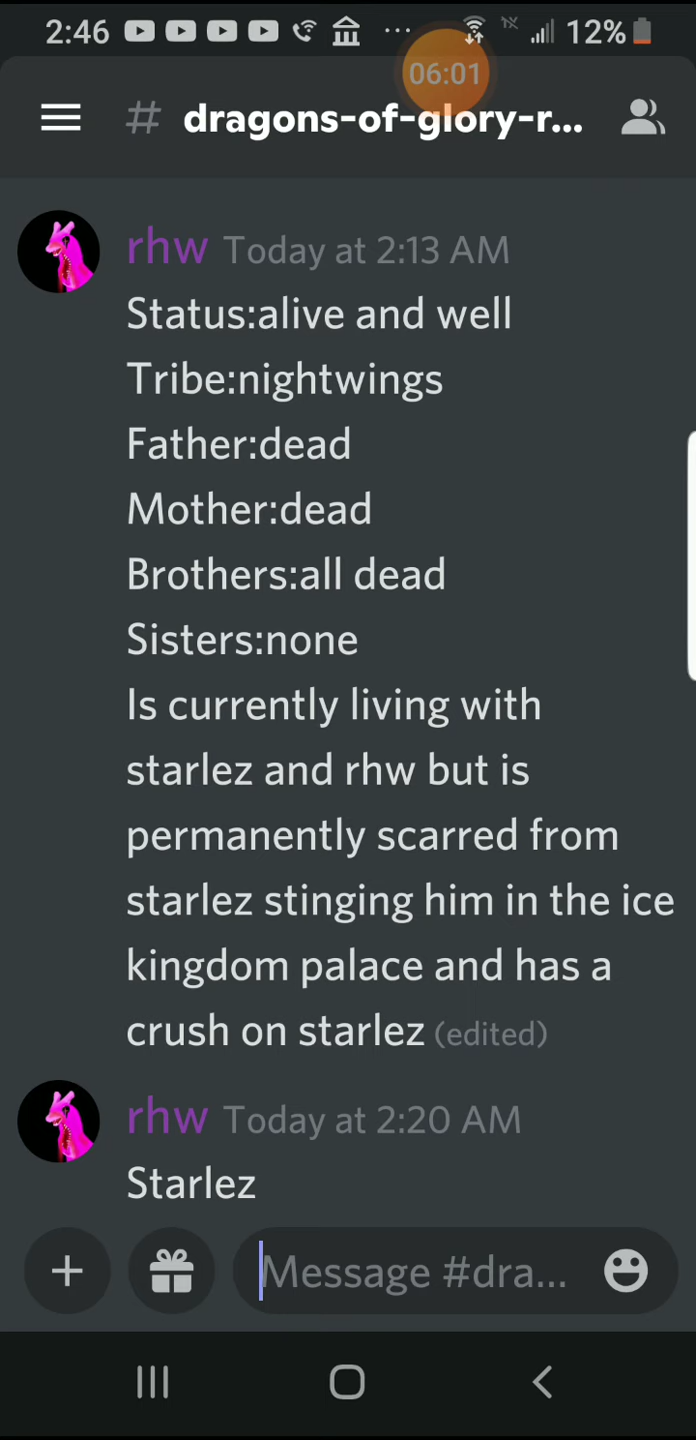 2:46 ... 12%
06:01
# dragons-of-glory-r...
rhw Today at 2:13 AM
Status:alive and well
Tribe:nightwings
Father:dead
Mother:dead
Brothers:all dead
Sisters:none
Is currently living with
starlez and rhw but is
permanently scarred from
starlez stinging him in the ice
kingdom palace and has a
crush on starlez (edited)
rhw Today at 2:20 AM
Starlez
Message #dra...